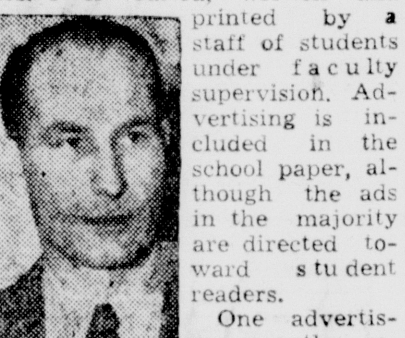 printed by a
staff of students
under faculty
supervision. Ad-
vertising is in-
cluded in the
school paper, al-
though the ads
in the majority
are directed to-
ward student
readers.
One advertis-